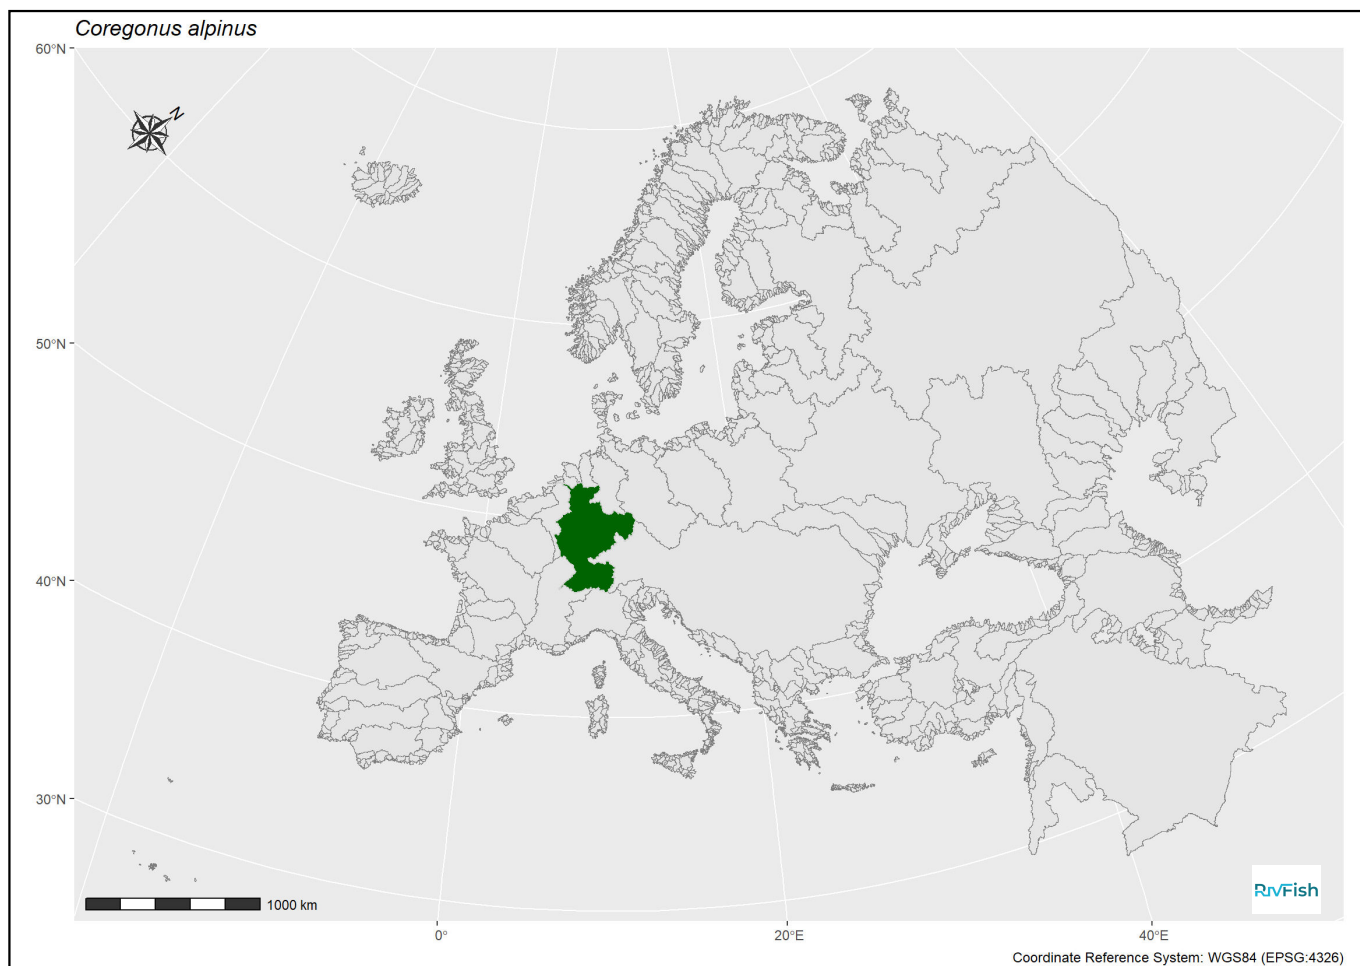 Coregonus alpinus
60°N
N
50°N
40°N
30°N
1000 km
RivFish
0°
20°E
40°E
Coordinate Reference System: WGS84 (EPSG:4326)